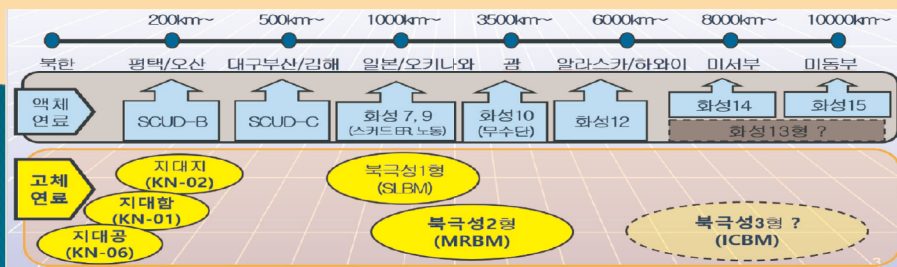 200km~ 500km~ 1000km~ 3500km~ 6000km~ 8000km~ 10000km~
북한 평택/오산 대구부산/김해 일본/오키나와 괌 알라스카/하와이 미서부 미동부
액체
연료
SCUD-B
SCUD-C
화성 7, 9
(스커드ER, 노동)
화성10
(무수단)
화성12
화성14
화성15
화성13형 ?
고체
연료
지대지
(KN-02)
지대함
(KN-01)
지대공
(KN-06)
북극성1형
(SLBM)
북극성2형
(MRBM)
북극성3형 ?
(ICBM)
3